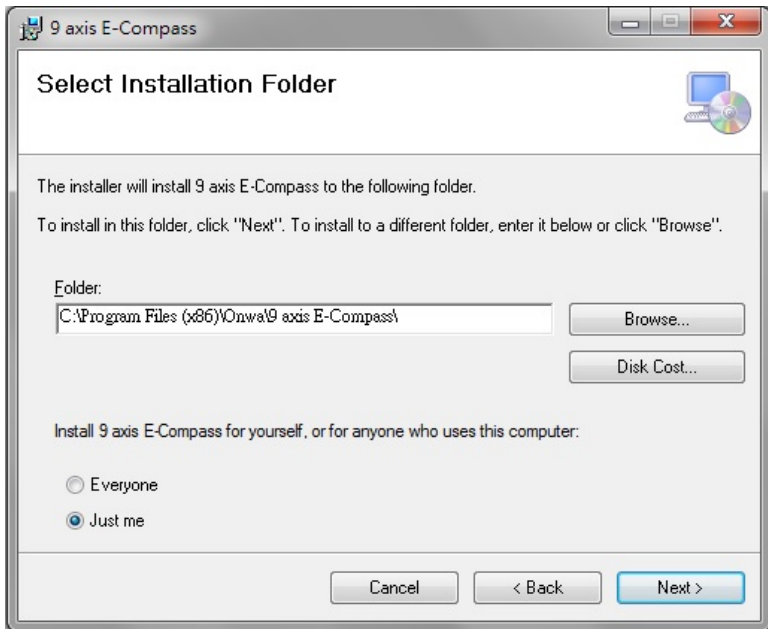 9 axis E-Compass
Select Installation Folder
The installer will install 9 axis E-Compass to the following folder.
To install in this folder, click "Next". To install to a different folder, enter it below or click "Browse".
Folder:
C:\Program Files (x86)\Onwa\9 axis E-Compass\
Browse...
Disk Cost...
Install 9 axis E-Compass for yourself, or for anyone who uses this computer:
Everyone
Just me
Cancel
< Back
Next >